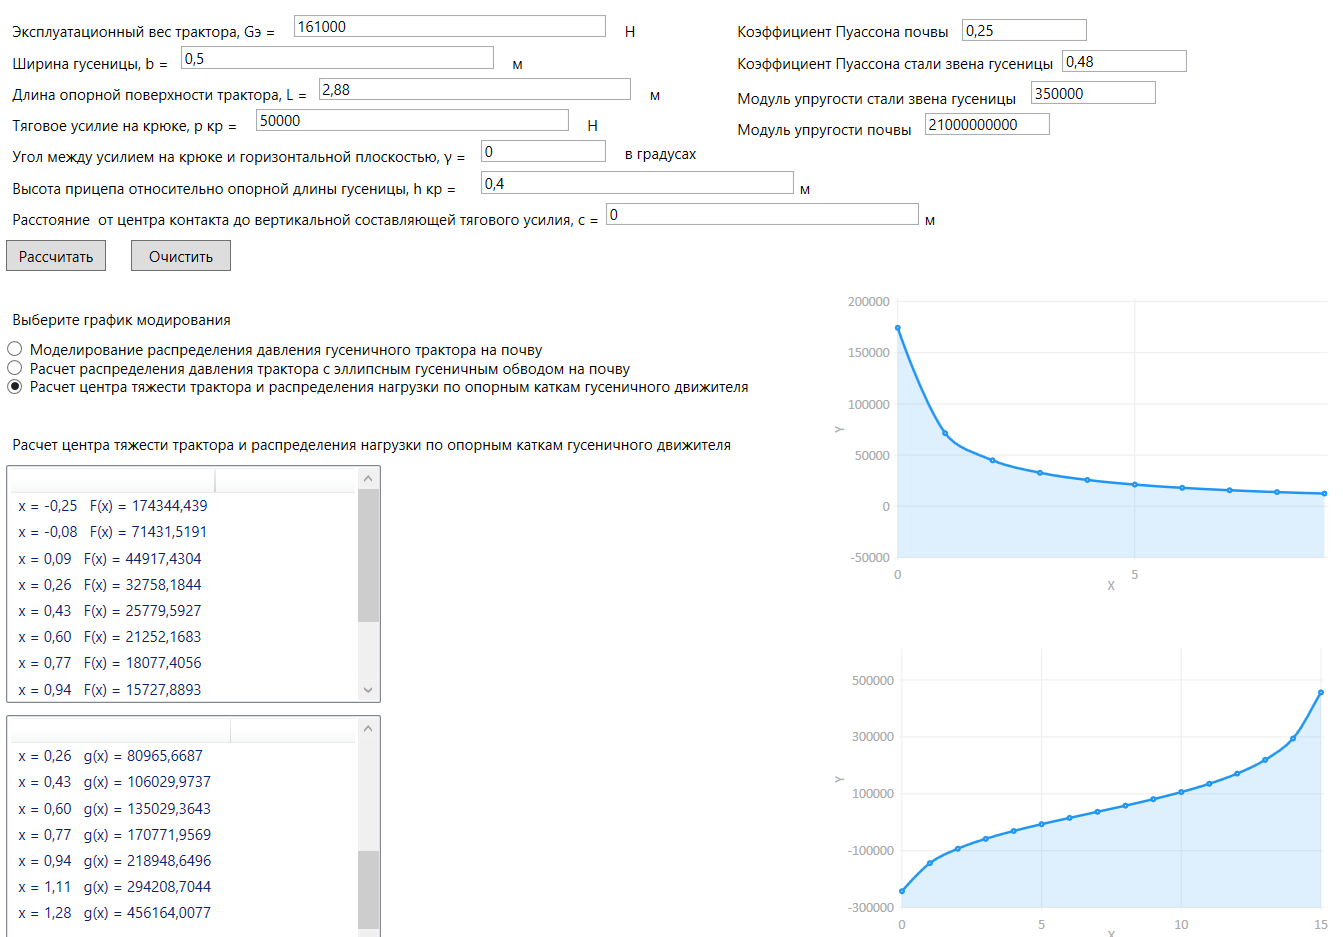 Эксплуатационный вес трактора, Gэ = 161000 Н
Ширина гусеницы, b = 0,5 м
Длина опорной поверхности трактора, L = 2,88 м
Тяговое усилие на крюке, p кр = 50000 Н
Угол между усилием на крюке и горизонтальной плоскостью, γ = 0 в градусах
Высота прицепа относительно опорной длины гусеницы, h кр = 0,4 м
Расстояние от центра контакта до вертикальной составляющей тягового усилия, с = 0 м
Коэффициент Пуассона почвы 0,25
Коэффициент Пуассона стали звена гусеницы 0,48
Модуль упругости стали звена гусеницы 350000
Модуль упругости почвы 21000000000
Рассчитать Очистить
Выберите график модирования
Моделирование распределения давления гусеничного трактора на почву
Расчет распределения давления трактора с эллипсным гусеничным обводом на почву
Расчет центра тяжести трактора и распределения нагрузки по опорным каткам гусеничного движителя
Расчет центра тяжести трактора и распределения нагрузки по опорным каткам гусеничного движителя
x = -0,25 F(x) = 174344,439
x = -0,08 F(x) = 71431,5191
x = 0,09 F(x) = 44917,4304
x = 0,26 F(x) = 32758,1844
x = 0,43 F(x) = 25779,5927
x = 0,60 F(x) = 21252,1683
x = 0,77 F(x) = 18077,4056
x = 0,94 F(x) = 15727,8893
x = 0,26 g(x) = 80965,6687
x = 0,43 g(x) = 106029,9737
x = 0,60 g(x) = 135029,3643
x = 0,77 g(x) = 170771,9569
x = 0,94 g(x) = 218948,6496
x = 1,11 g(x) = 294208,7044
x = 1,28 g(x) = 456164,0077
200000
150000
100000
Y
50000
0
-50000
0 5
X
500000
300000
Y
100000
-100000
-300000
0 5 10 15
X